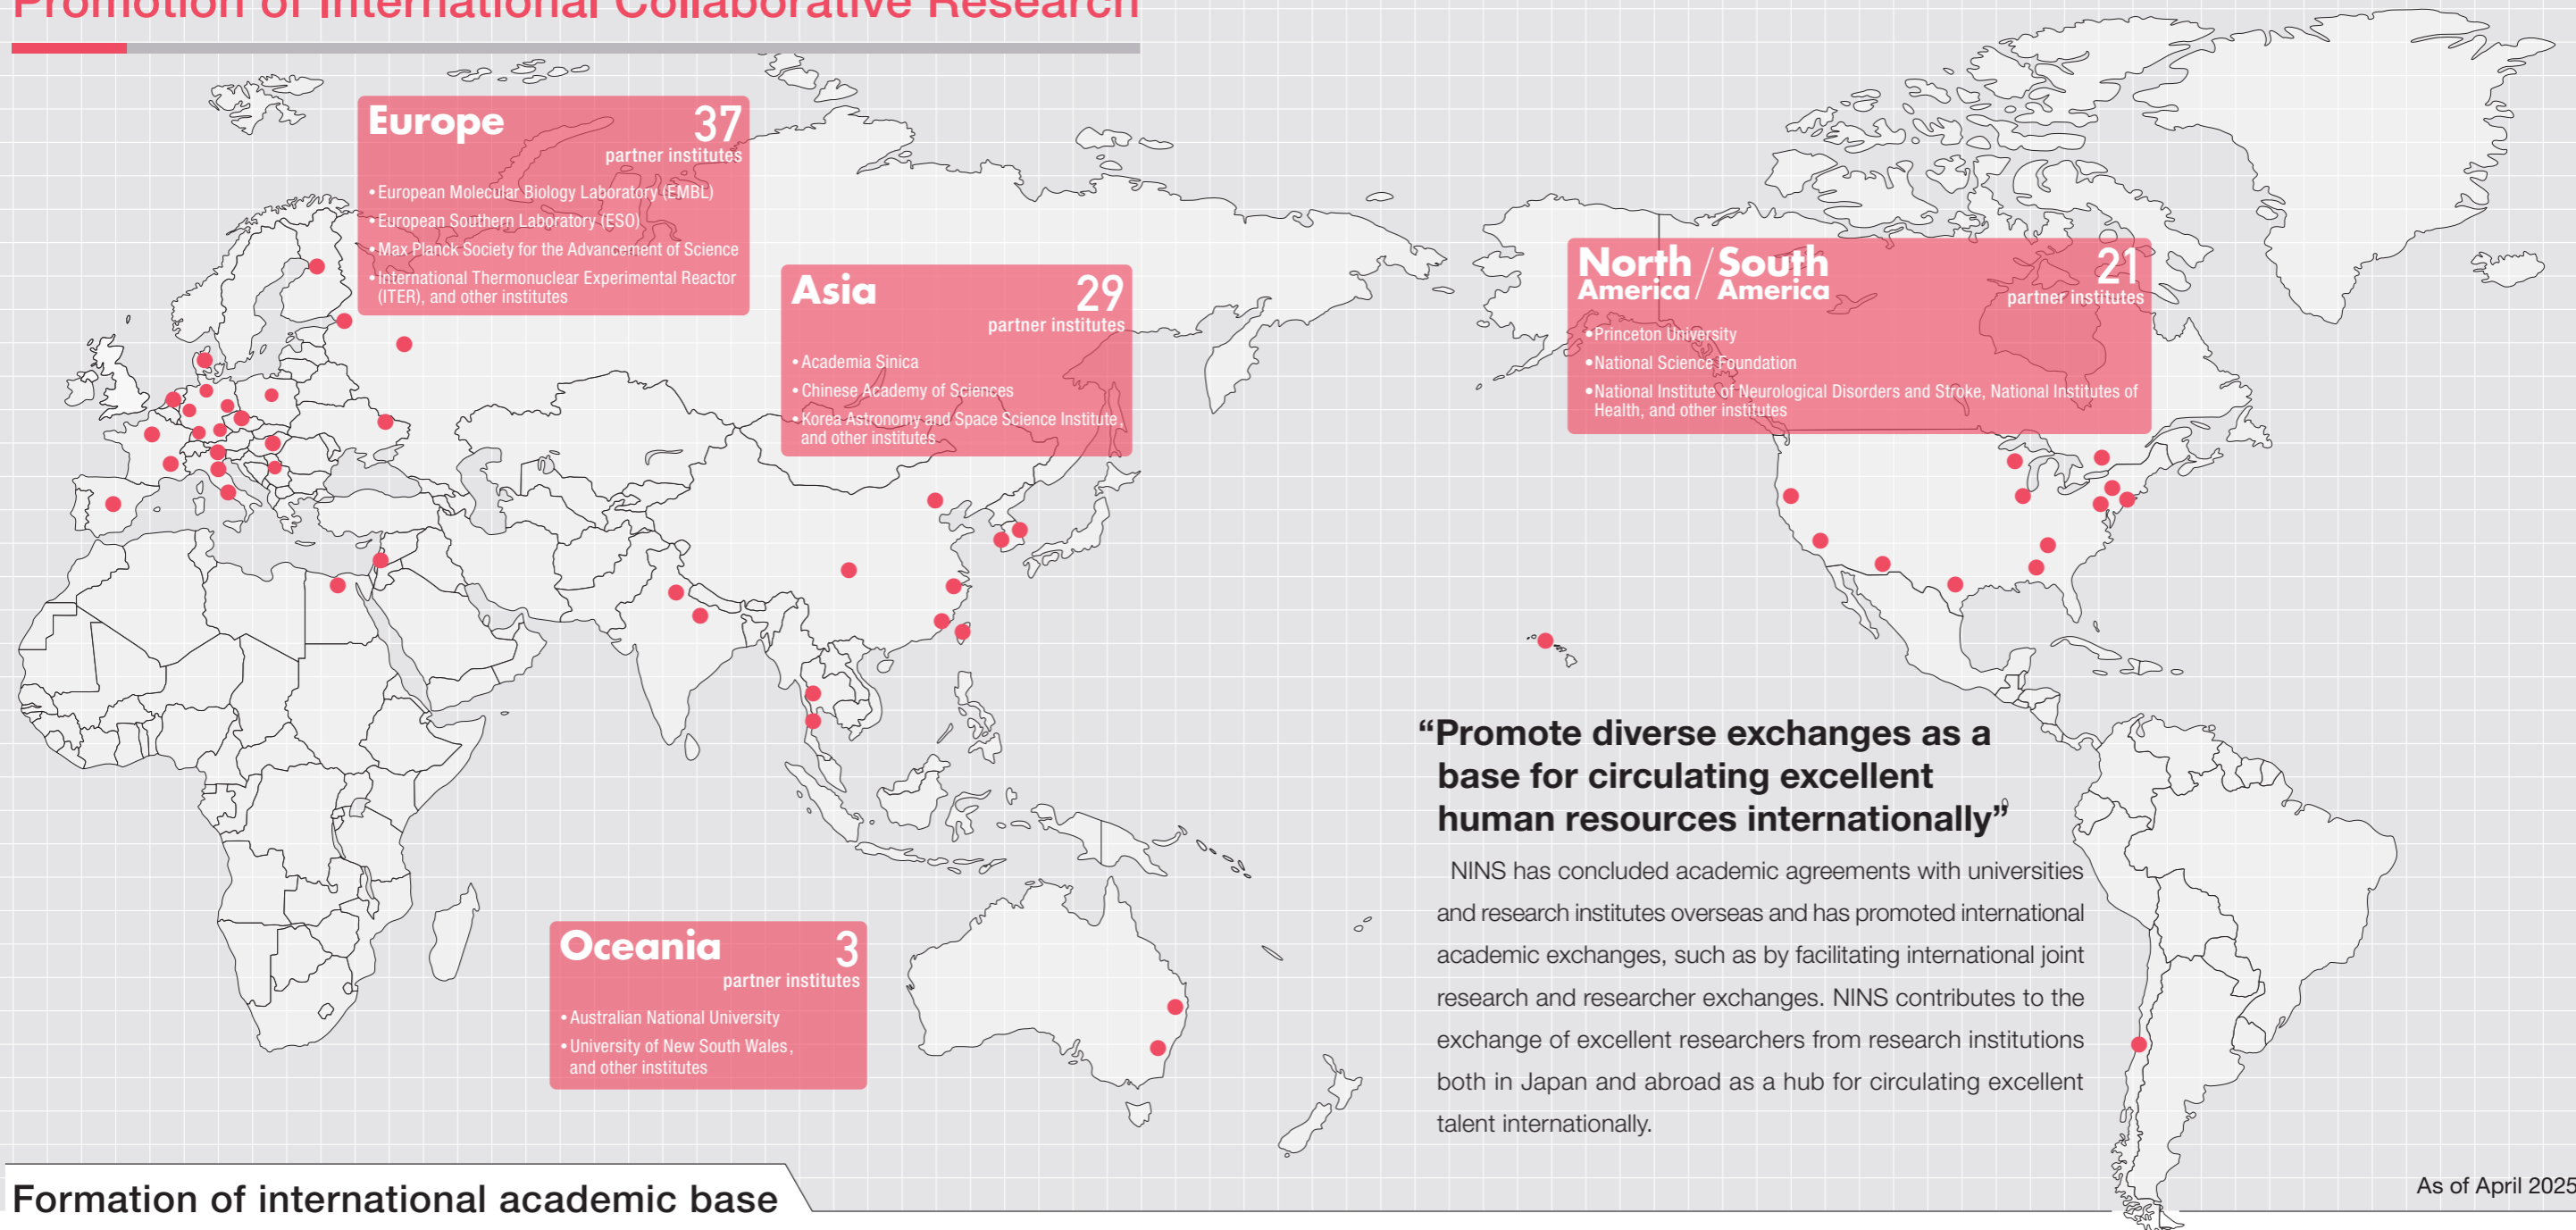 Promotion of International Collaborative Research
Europe 37
partner institutes
• European Molecular Biology Laboratory (EMBL)
• European Southern Laboratory (ESO)
• Max Planck Society for the Advancement of Science
• International Thermonuclear Experimental Reactor
(ITER), and other institutes
Asia 29
partner institutes
• Academia Sinica
• Chinese Academy of Sciences
• Korea Astronomy and Space Science Institute,
and other institutes
North / South
America / America
21
partner institutes
• Princeton University
• National Science Foundation
• National Institute of Neurological Disorders and Stroke, National Institutes of
Health, and other institutes
Oceania 3
partner institutes
• Australian National University
• University of New South Wales,
and other institutes
“Promote diverse exchanges as a
base for circulating excellent
human resources internationally”
NINS has concluded academic agreements with universities
and research institutes overseas and has promoted international
academic exchanges, such as by facilitating international joint
research and researcher exchanges. NINS contributes to the
exchange of excellent researchers from research institutions
both in Japan and abroad as a hub for circulating excellent
talent internationally.
As of April 2025
Formation of international academic base